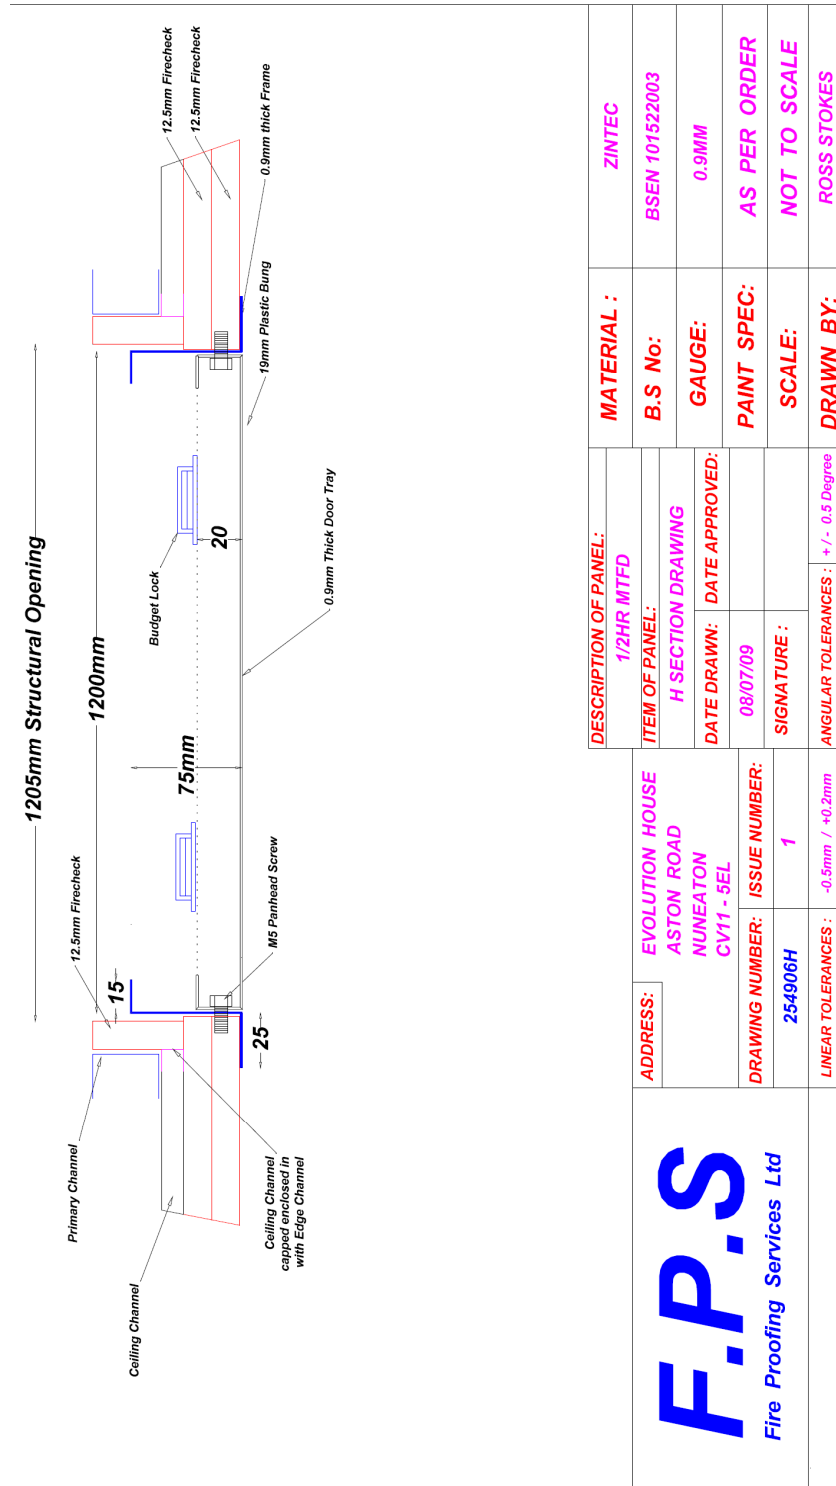 1205mm Structural Opening
1200mm
12.5mm Firecheck
12.5mm Firecheck
0.9mm thick Frame
19mm Plastic Bung
Budget Lock
20
75mm
0.9mm Thick Door Tray
12.5mm Firecheck
15
M5 Panhead Screw
25
Primary Channel
Ceiling Channel
Ceiling Channel
capped enclosed in
with Edge Channel
F.P.S
Fire Proofing Services Ltd
ADDRESS:
EVOLUTION HOUSE
ASTON ROAD
NUNEATON
CV11 - 5EL
DRAWING NUMBER:
254906H
ISSUE NUMBER:
1
LINEAR TOLERANCES :
-0.5mm / +0.2mm
DESCRIPTION OF PANEL:
1/2HR MTFD
ITEM OF PANEL:
H SECTION DRAWING
DATE DRAWN:
08/07/09
DATE APPROVED:
SIGNATURE :
ANGULAR TOLERANCES :
+ / - 0.5 Degree
MATERIAL :
ZINTEC
B.S No:
BSEN 101522003
GAUGE:
0.9MM
PAINT SPEC:
AS PER ORDER
SCALE:
NOT TO SCALE
DRAWN BY:
ROSS STOKES